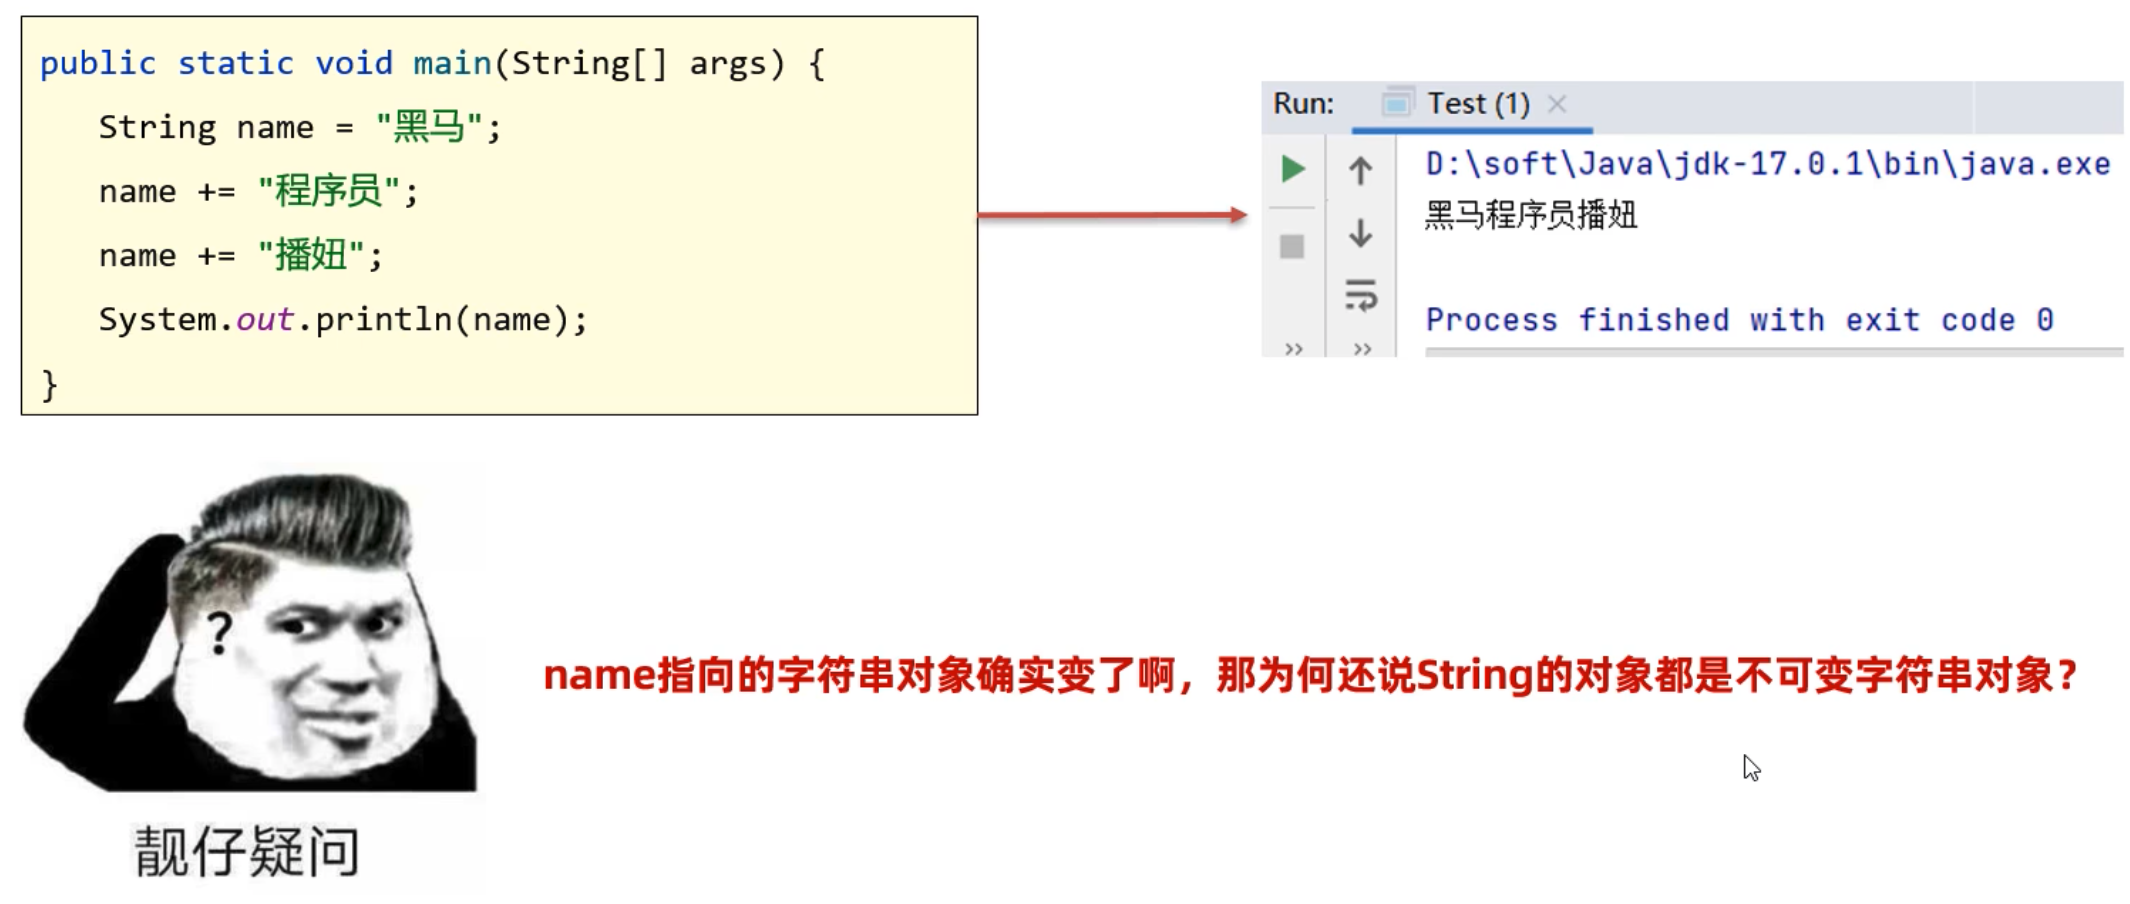 public static void main(String[] args) {
String name = "黑马";
name += "程序员";
name += "播妞";
System.out.println(name);
}
Run: Test (1)
D:\soft\Java\jdk-17.0.1\bin\java.exe
黑马程序员播妞
Process finished with exit code 0
?
name指向的字符串对象确实变了啊，那为何还说String的对象都是不可变字符串对象？
靓仔疑问